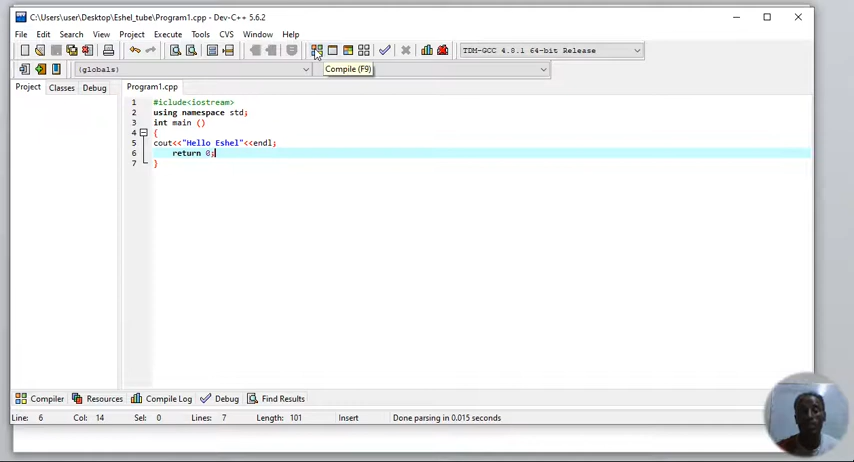 C:\Users\user\Desktop\Eshel_tube\Program1.cpp - Dev-C++ 5.6.2
File Edit Search View Project Execute Tools CVS Window Help
TDM-GCC 4.8.1 64-bit Release
(globals)
Compile (F9)
Project Classes Debug
Program1.cpp
1 #iclude<iostream>
2 using namespace std;
3 int main ()
4 {
5 cout<<"Hello Eshel"<<endl;
6 return 0;
7 }
Compiler Resources Compile Log Debug Find Results
Line: 6 Col: 14 Sel: 0 Lines: 7 Length: 101 Insert Done parsing in 0.015 seconds